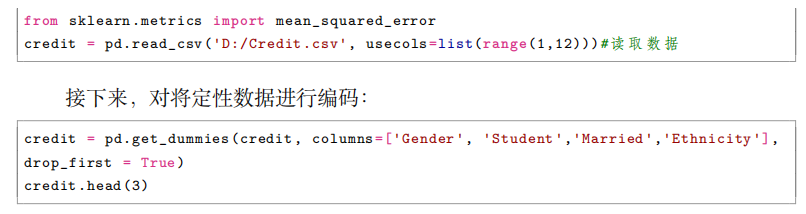 from sklearn.metrics import mean_squared_error
credit = pd.read_csv('D:/Credit.csv', usecols=list(range(1,12)))#读取数据
接下来，对将定性数据进行编码：
credit = pd.get_dummies(credit, columns=['Gender', 'Student','Married','Ethnicity'],
drop_first = True)
credit.head(3)